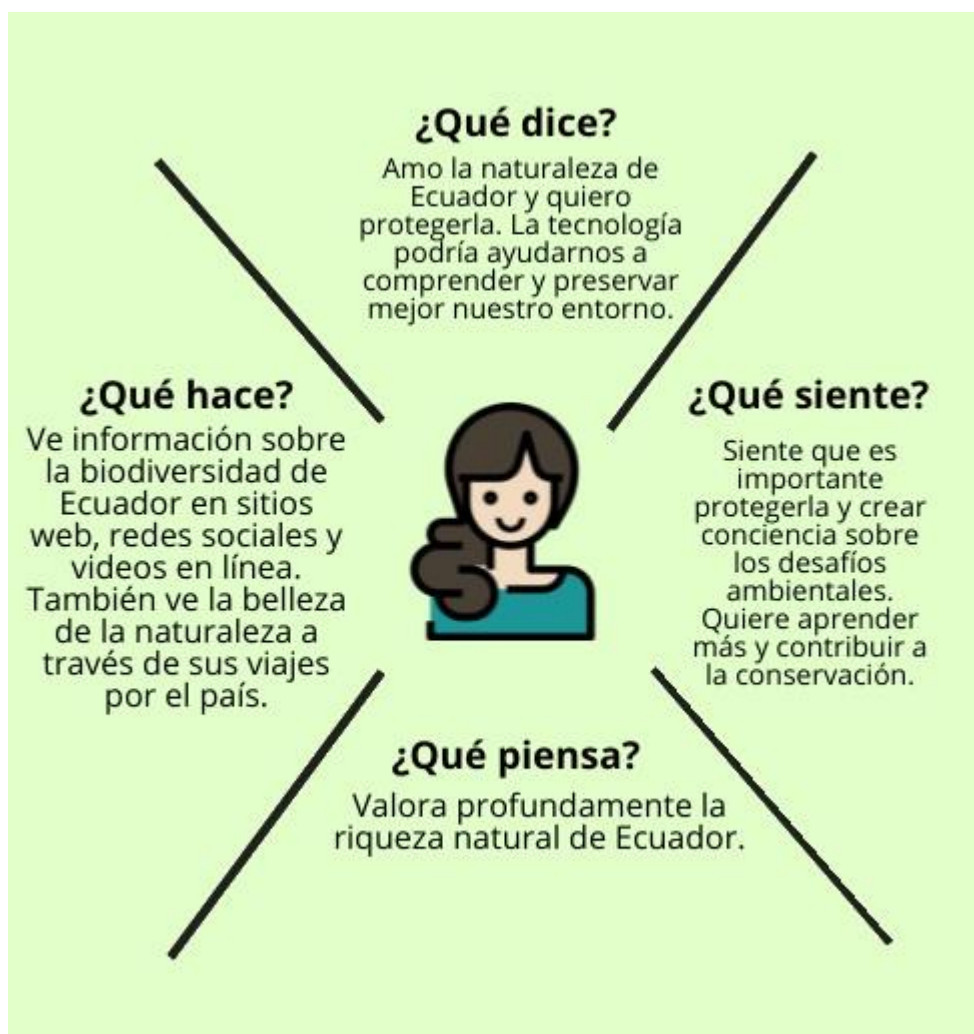 ¿Qué dice?
Amo la naturaleza de
Ecuador y quiero
protegerla. La tecnología
podría ayudarnos a
comprender y preservar
mejor nuestro entorno.
¿Qué hace?
Ve información sobre
la biodiversidad de
Ecuador en sitios
web, redes sociales y
videos en línea.
También ve la belleza
de la naturaleza a
través de sus viajes
por el país.
¿Qué siente?
Siente que es
importante
protegerla y crear
conciencia sobre
los desafíos
ambientales.
Quiere aprender
más y contribuir a
la conservación.
¿Qué piensa?
Valora profundamente la
riqueza natural de Ecuador.